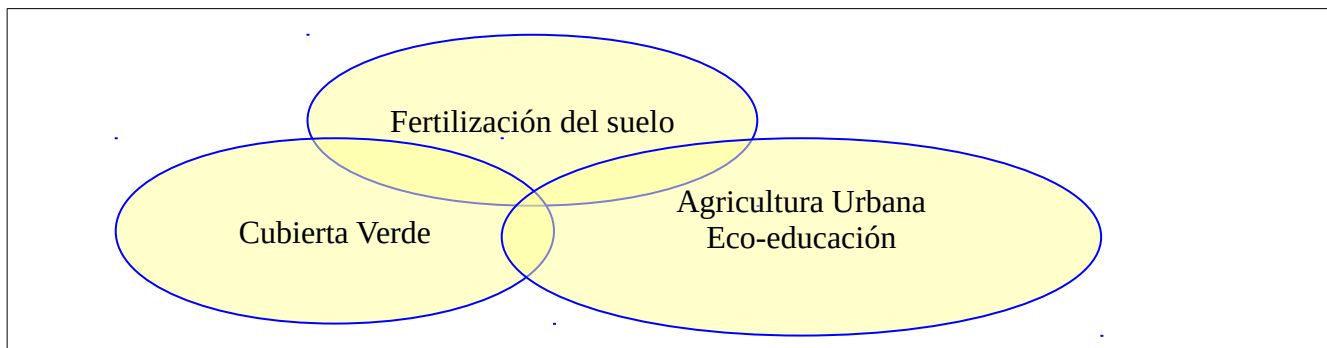 Fertilización del suelo
Agricultura Urbana
Eco-educación
Cubierta Verde